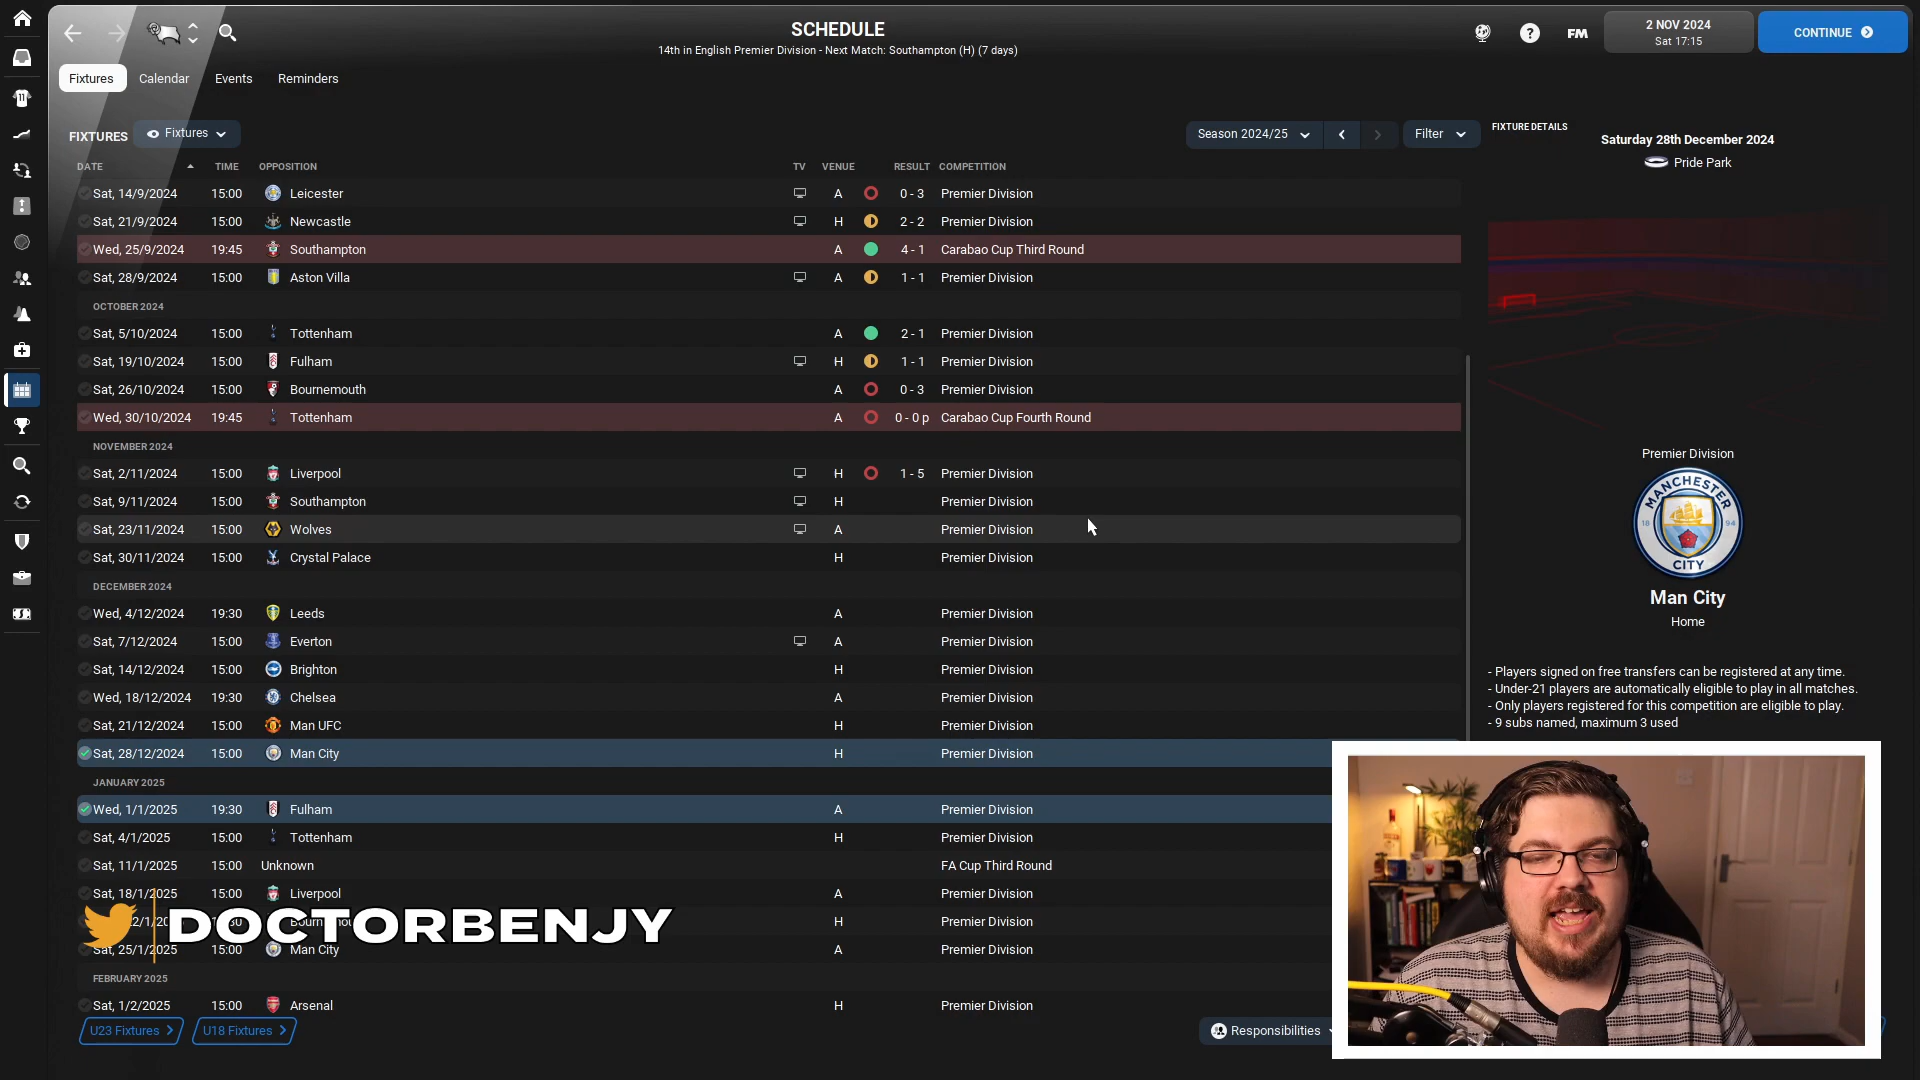 SCHEDULE
14th in English Premier Division - Next Match: Southampton (H) (7 days)
FM
2 NOV 2024
Sat 17:15
CONTINUE
Fixtures Calendar Events Reminders
FIXTURES Fixtures Season 2024/25 Filter
DATE TIME OPPOSITION TV VENUE RESULT COMPETITION
Sat, 14/9/2024 15:00 Leicester A 0 - 3 Premier Division
Sat, 21/9/2024 15:00 Newcastle H 2 - 2 Premier Division
Wed, 25/9/2024 19:45 Southampton A 4 - 1 Carabao Cup Third Round
Sat, 28/9/2024 15:00 Aston Villa A 1 - 1 Premier Division
OCTOBER 2024
Sat, 5/10/2024 15:00 Tottenham A 2 - 1 Premier Division
Sat, 19/10/2024 15:00 Fulham H 1 - 1 Premier Division
Sat, 26/10/2024 15:00 Bournemouth A 0 - 3 Premier Division
Wed, 30/10/2024 19:45 Tottenham A 0 - 0 p Carabao Cup Fourth Round
NOVEMBER 2024
Sat, 2/11/2024 15:00 Liverpool H 1 - 5 Premier Division
Sat, 9/11/2024 15:00 Southampton H Premier Division
Sat, 23/11/2024 15:00 Wolves A Premier Division
Sat, 30/11/2024 15:00 Crystal Palace H Premier Division
DECEMBER 2024
Wed, 4/12/2024 19:30 Leeds A Premier Division
Sat, 7/12/2024 15:00 Everton A Premier Division
Sat, 14/12/2024 15:00 Brighton H Premier Division
Wed, 18/12/2024 19:30 Chelsea A Premier Division
Sat, 21/12/2024 15:00 Man UFC H Premier Division
Sat, 28/12/2024 15:00 Man City H Premier Division
JANUARY 2025
Wed, 1/1/2025 19:30 Fulham A Premier Division
Sat, 4/1/2025 15:00 Tottenham H Premier Division
Sat, 11/1/2025 15:00 Unknown FA Cup Third Round
Sat, 18/1/2025 15:00 Liverpool A Premier Division
H Premier Division
DOCTORBENJY
Sat, 25/1/2025 15:00 Man City A Premier Division
FEBRUARY 2025
Sat, 1/2/2025 15:00 Arsenal H Premier Division
U23 Fixtures U18 Fixtures Responsibilities
FIXTURE DETAILS
Saturday 28th December 2024
Pride Park
Premier Division
MANCHESTER
18 94
CITY
Man City
Home
- Players signed on free transfers can be registered at any time.
- Under-21 players are automatically eligible to play in all matches.
- Only players registered for this competition are eligible to play.
- 9 subs named, maximum 3 used